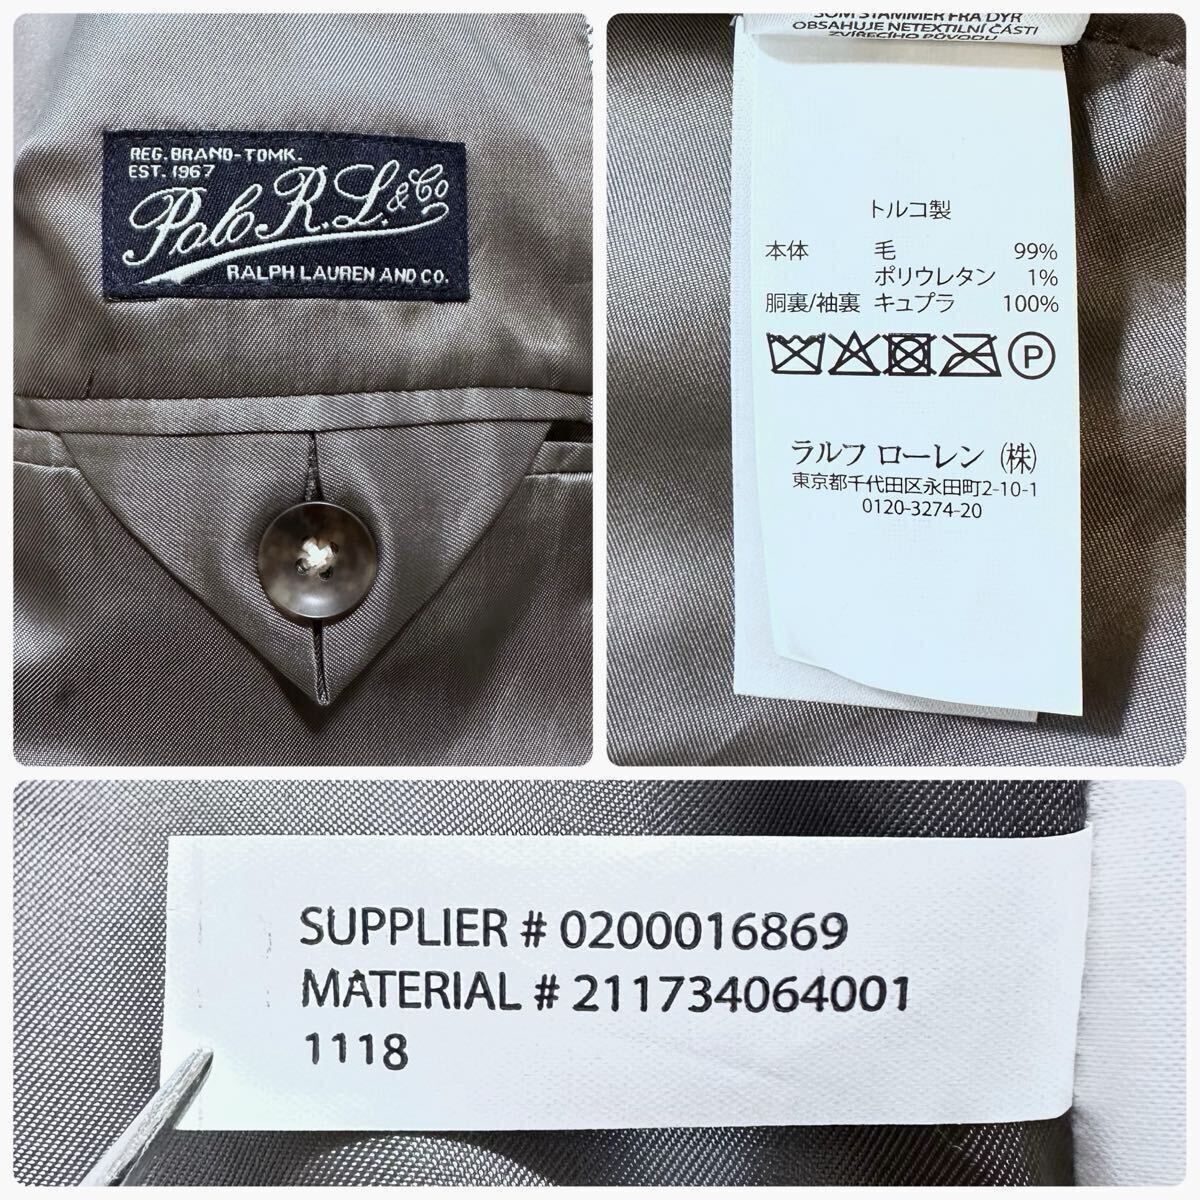 REG. BRAND-TDMK.
EST. 1967
Polo R.L. & Co
RALPH LAUREN AND CO.
SOM STAMMER FRA DYR
OBSAHUJE NETEXTILNÍ ČÁSTI
ZVÍŘECÍHO PŮVODU
トルコ製
本体 毛 99%
ポリウレタン 1%
胴裏/袖裏 キュプラ 100%
P
ラルフ ローレン (株)
東京都千代田区永田町2-10-1
0120-3274-20
SUPPLIER # 0200016869
MATERIAL # 211734064001
1118